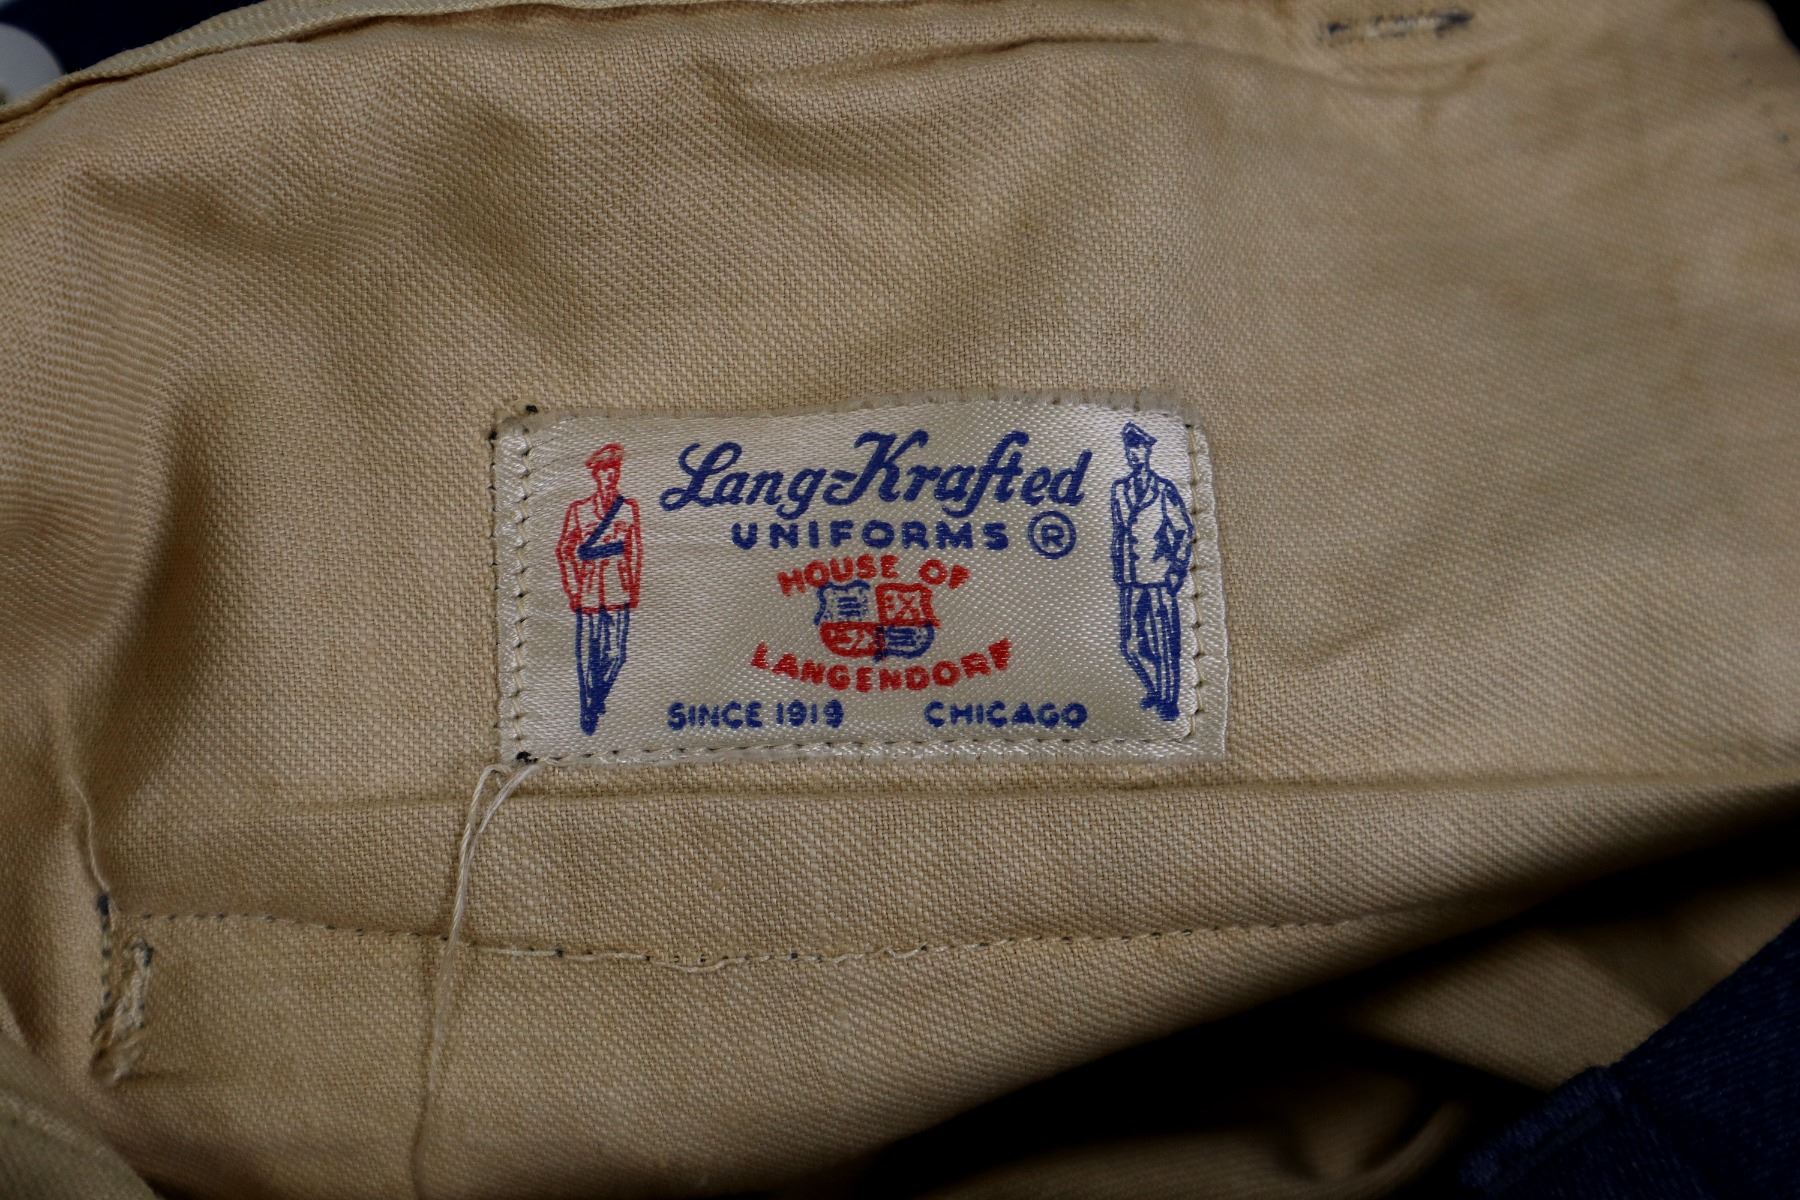 Lang-Krafted
UNIFORMS ®
HOUSE OF
LANGENDORF
SINCE 1919 CHICAGO